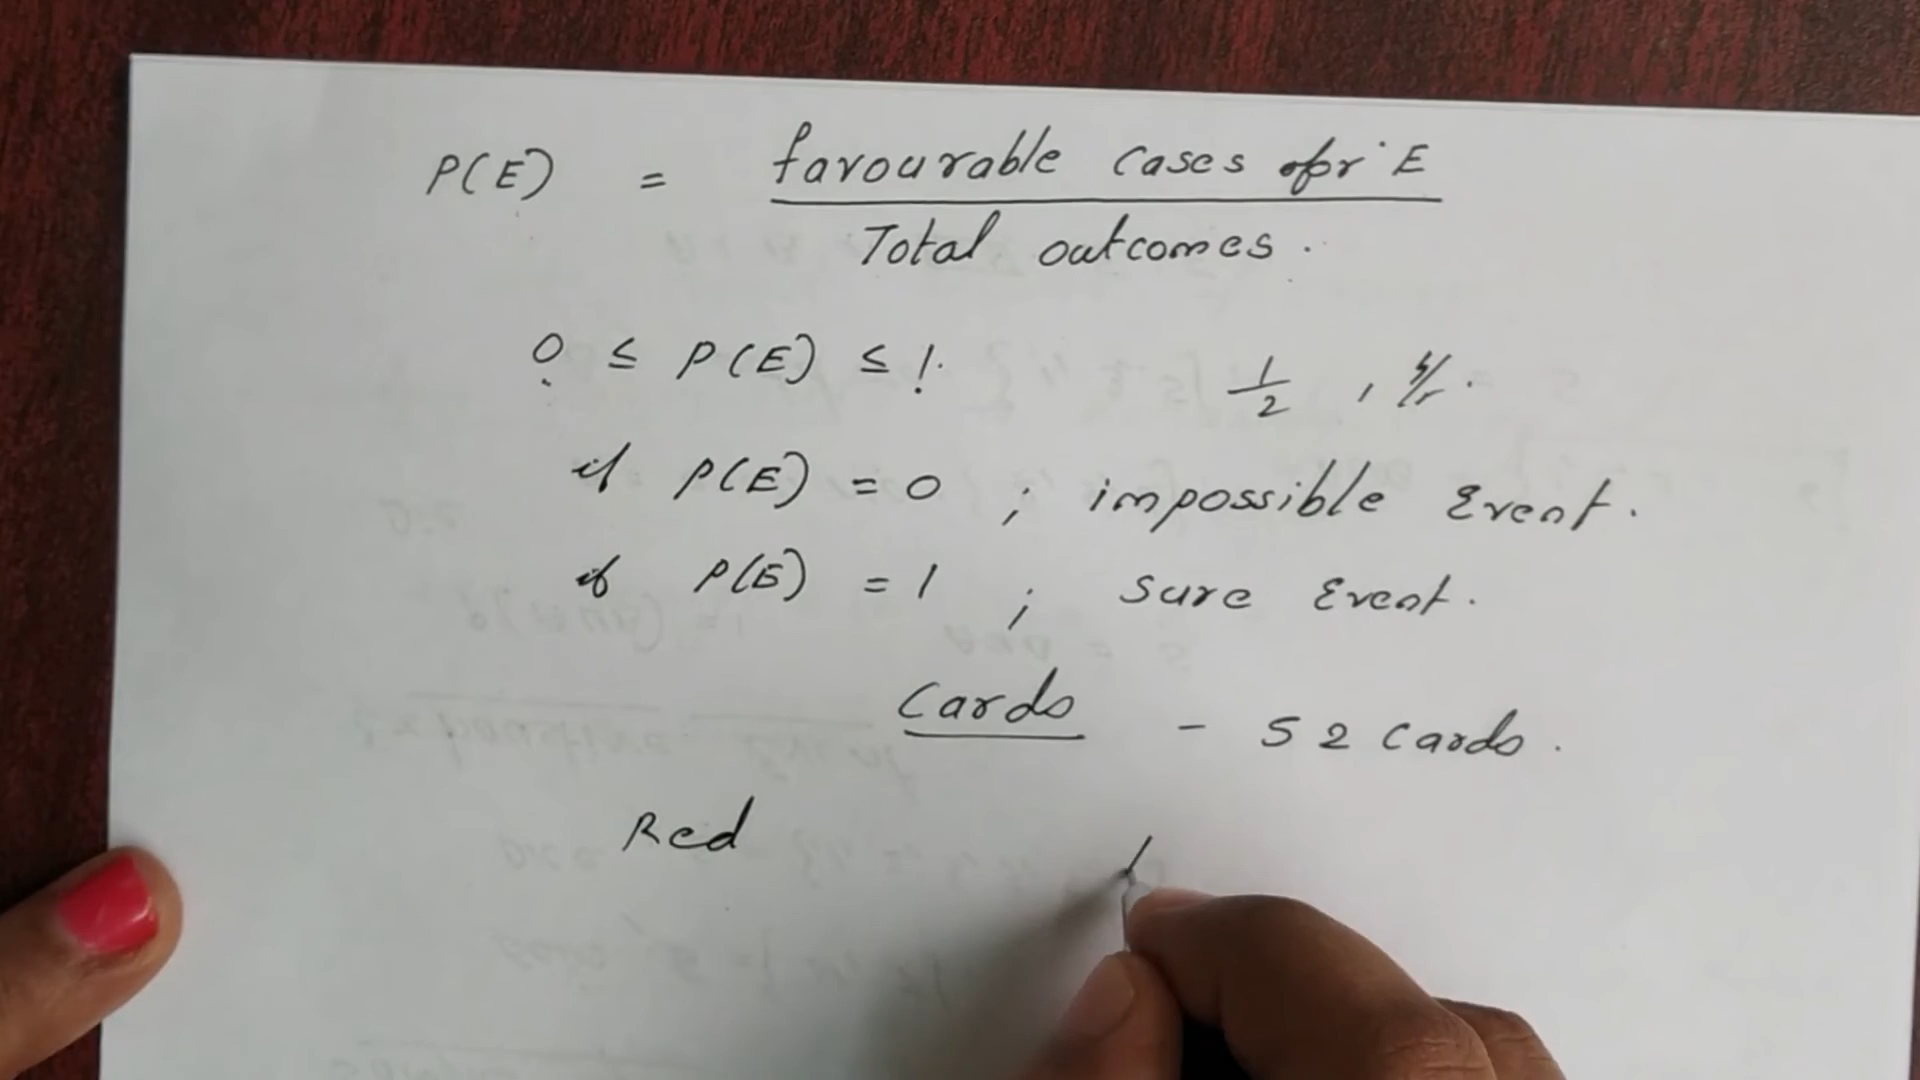 P(E) = favourable cases for E
Total outcomes.
0 ≤ P(E) ≤ 1. 1/2 ,
if P(E) = 0 ; impossible Event.
if P(E) = 1 ; Sure Event.
Cards - 52 Cards.
Red